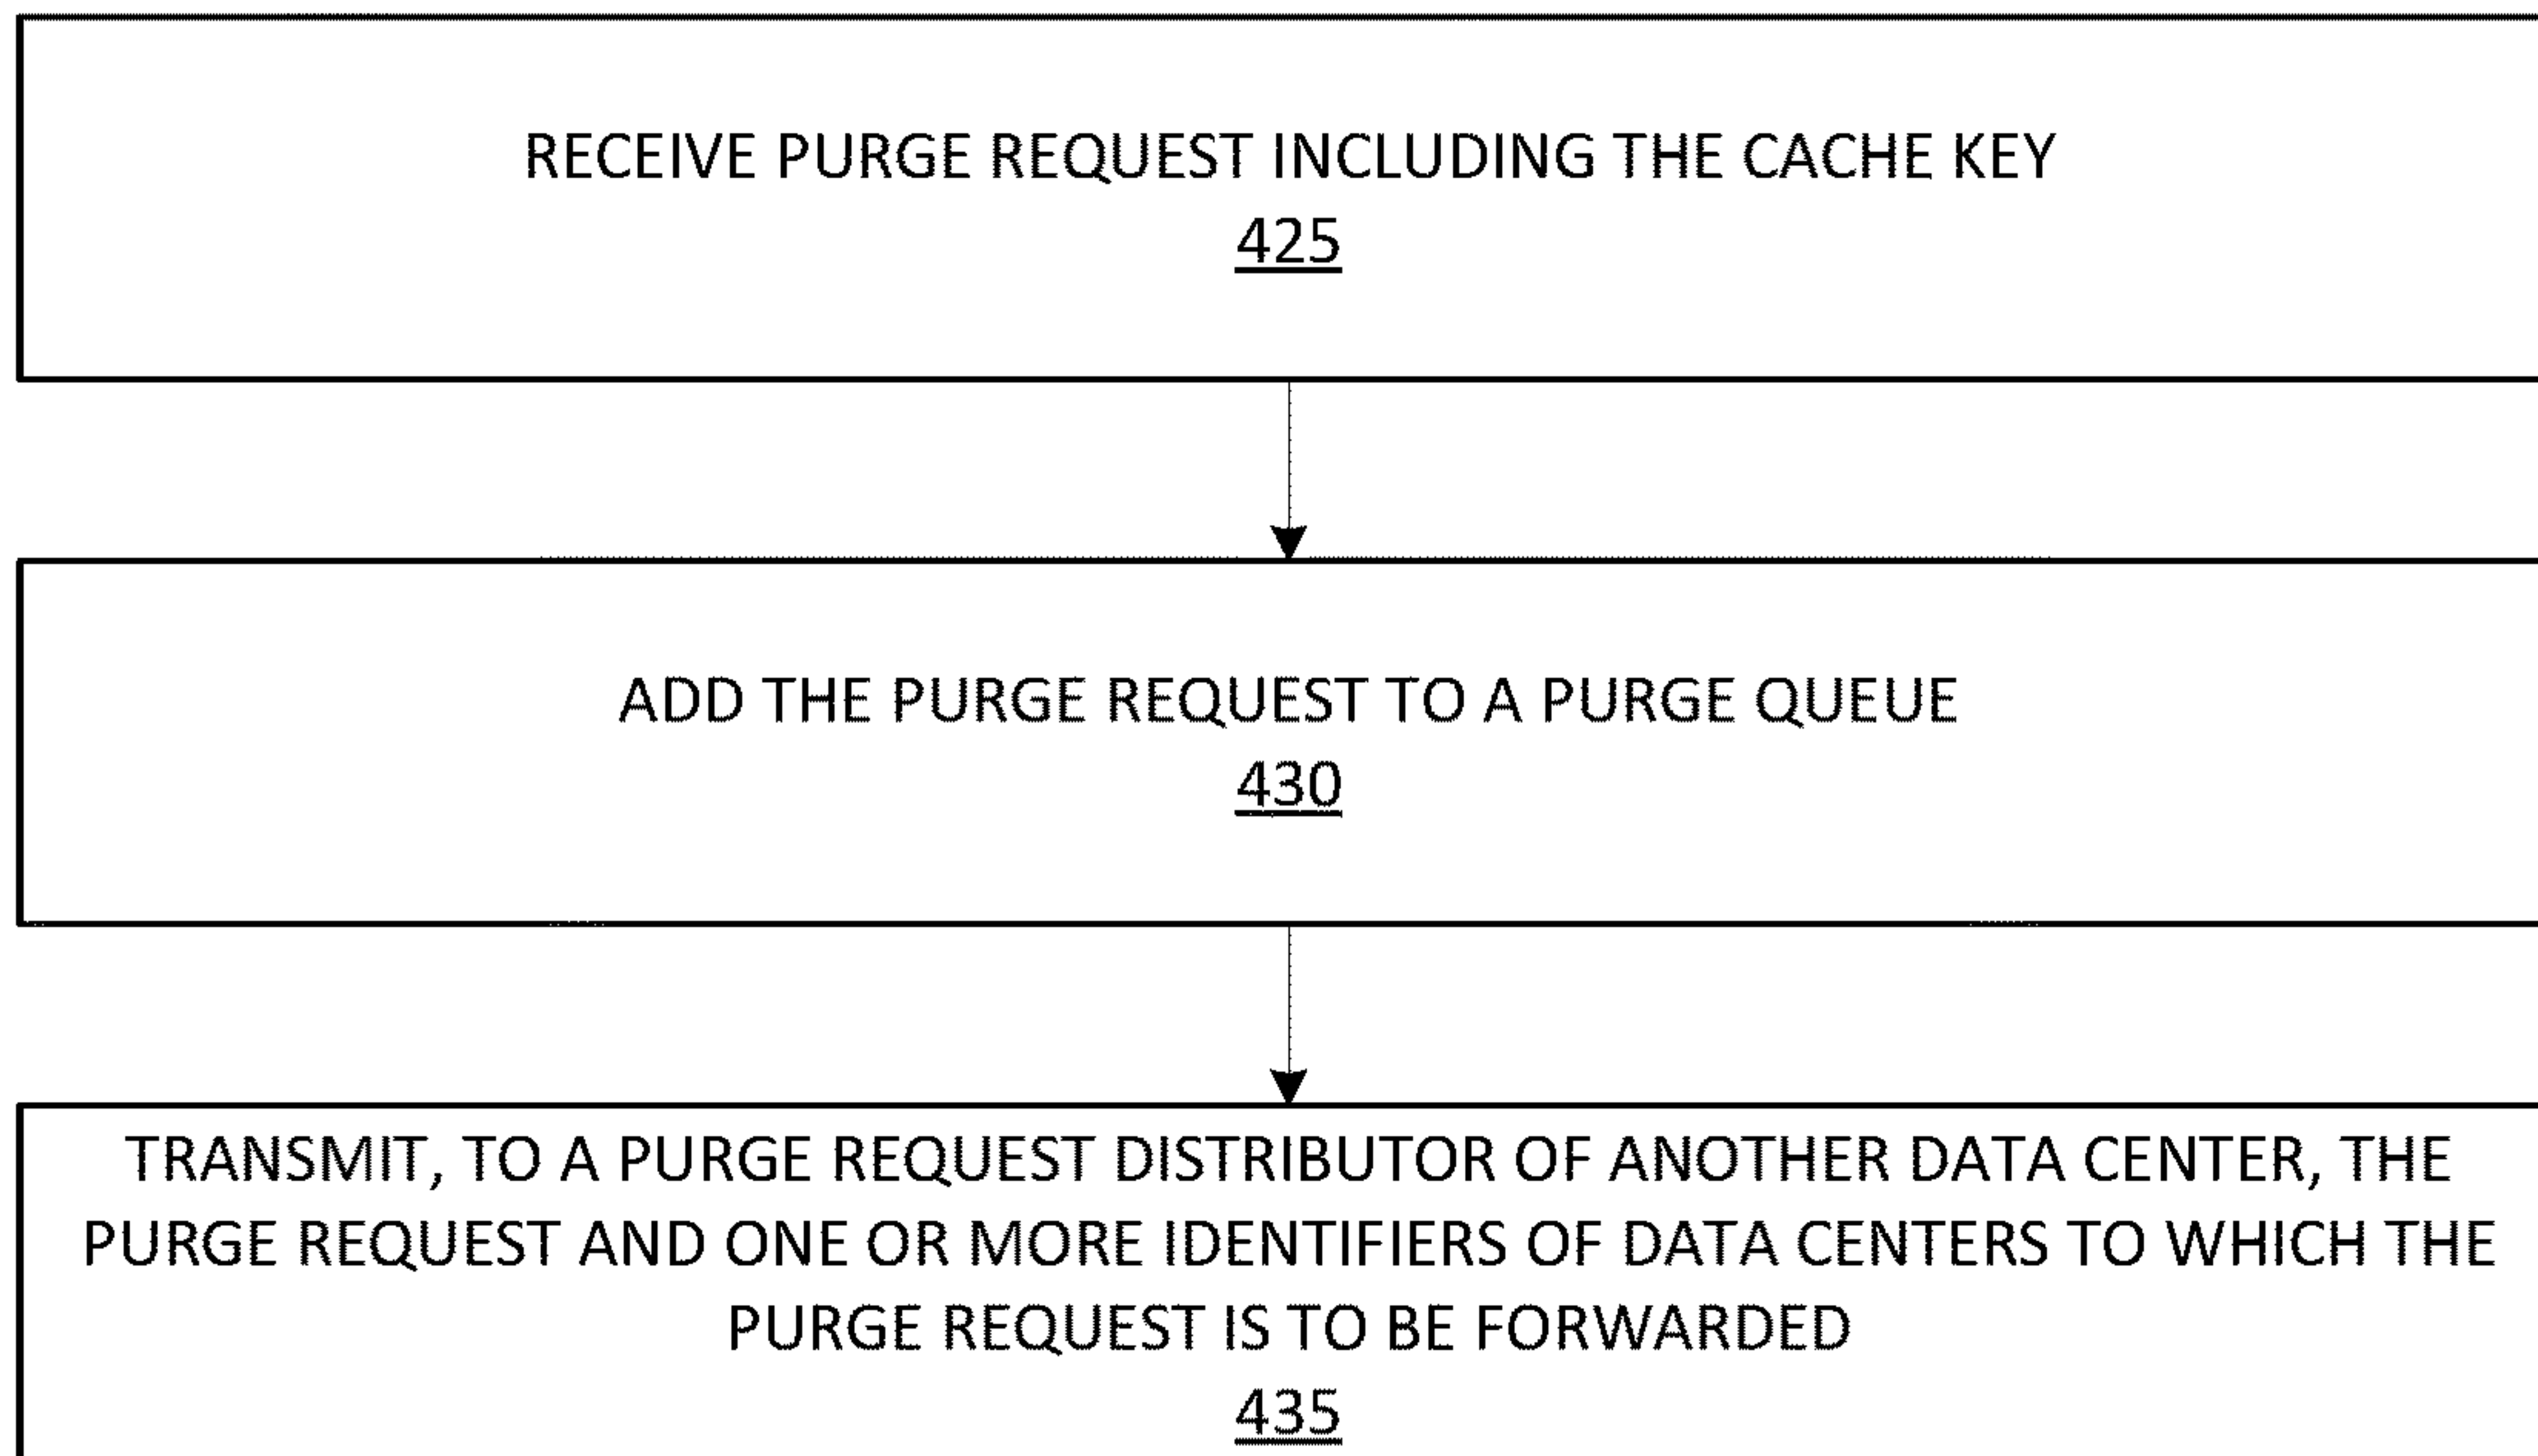 RECEIVE PURGE REQUEST INCLUDING THE CACHE KEY
425
ADD THE PURGE REQUEST TO A PURGE QUEUE
430
TRANSMIT, TO A PURGE REQUEST DISTRIBUTOR OF ANOTHER DATA CENTER, THE
PURGE REQUEST AND ONE OR MORE IDENTIFIERS OF DATA CENTERS TO WHICH THE
PURGE REQUEST IS TO BE FORWARDED
435